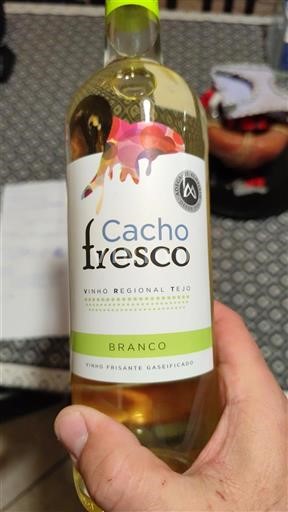 Cacho
fresco
VINHO REGIONAL TEJO
BRANCO
VINHO FRISANTE GASEIFICADO